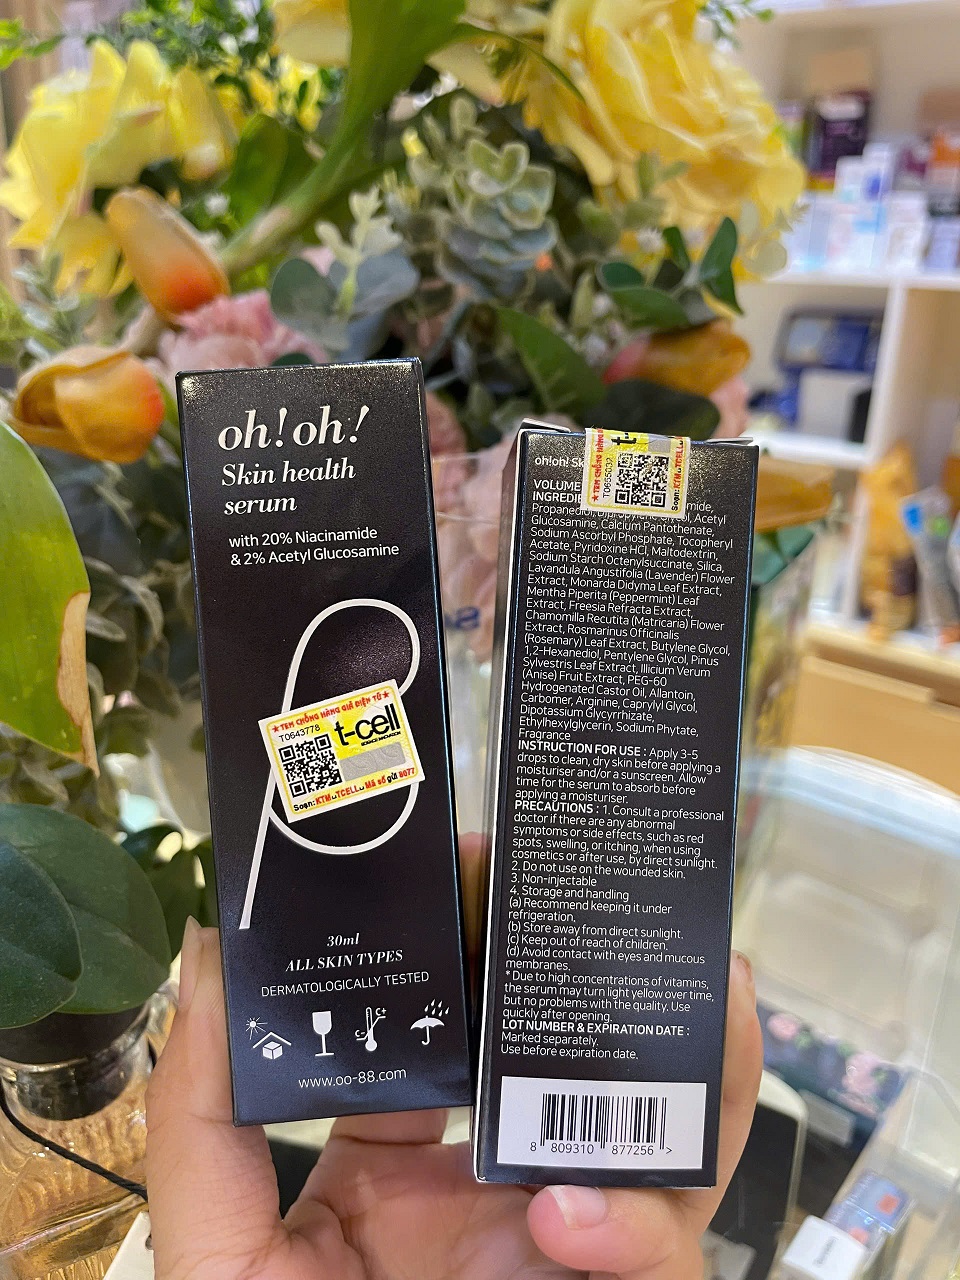 oh! oh!
Skin health
serum
with 20% Niacinamide
& 2% Acetyl Glucosamine
★ TEM CHỐNG HÀNG GIẢ ĐIỆN TỬ ★
T0643778
t-cell
Mã số gửi 8077
30ml
ALL SKIN TYPES
DERMATOLOGICALLY TESTED
C+
C-
www.oo-88.com
★ TEM CHỐNG HÀNG
T0655032
oh!oh!
VOLUME
Propanediol, Dipropylene Glycol, Acetyl
Glucosamine, Calcium Pantothenate,
Sodium Ascorbyl Phosphate, Tocopheryl
Acetate, Pyridoxine HCl, Maltodextrin,
Sodium Starch Octenylsuccinate, Silica,
Lavandula Angustifolia (Lavender) Flower
Extract, Monarda Didyma Leaf Extract,
Mentha Piperita (Peppermint) Leaf
Extract, Freesia Refracta Extract,
Chamomilla Recutita (Matricaria) Flower
Extract, Rosmarinus Officinalis
(Rosemary) Leaf Extract, Butylene Glycol,
1,2-Hexanediol, Pentylene Glycol, Pinus
Sylvestris Leaf Extract, Illicium Verum
(Anise) Fruit Extract, PEG-60
Hydrogenated Castor Oil, Allantoin,
Carbomer, Arginine, Caprylyl Glycol,
Dipotassium Glycyrrhizate,
Ethylhexylglycerin, Sodium Phytate,
Fragrance
INSTRUCTION FOR USE : Apply 3-5
drops to clean, dry skin before applying a
moisturiser and/or a sunscreen. Allow
time for the serum to absorb before
applying a moisturiser.
PRECAUTIONS : 1. Consult a professional
doctor if there are any abnormal
symptoms or side effects, such as red
spots, swelling, or itching, when using
cosmetics or after use, by direct sunlight.
2. Do not use on the wounded skin.
3. Non-injectable
4. Storage and handling
(a) Recommend keeping it under
refrigeration.
(b) Store away from direct sunlight.
(c) Keep out of reach of children.
(d) Avoid contact with eyes and mucous
membranes.
*Due to high concentrations of vitamins,
the serum may turn light yellow over time,
but no problems with the quality. Use
quickly after opening.
LOT NUMBER & EXPIRATION DATE :
Marked separately.
Use before expiration date.
8 809310 877256 >